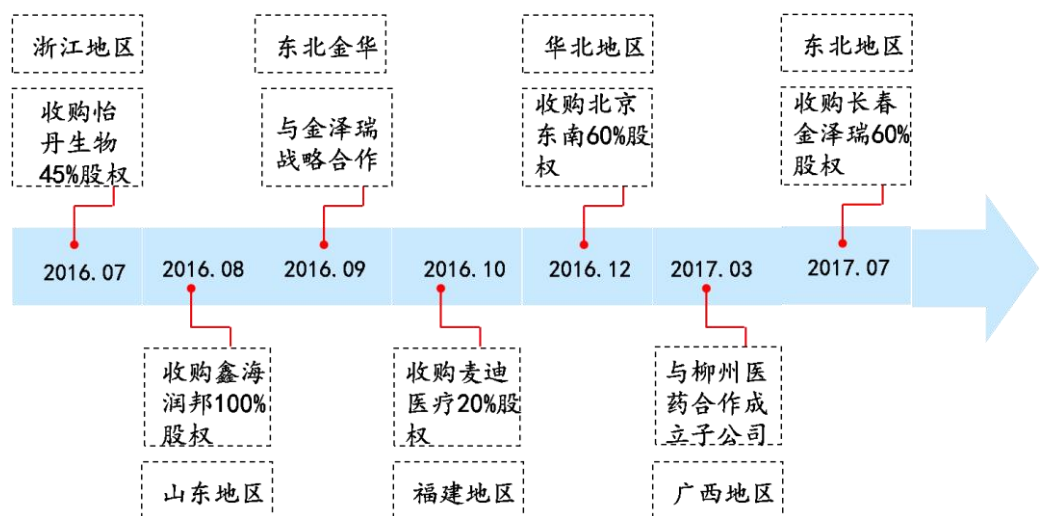 浙江地区
东北金华
华北地区
东北地区
收购怡
丹生物
45%股权
与金泽瑞
战略合作
收购北京
东南60%股
权
收购长春
金泽瑞60%
股权
2016.07
2016.08
2016.09
2016.10
2016.12
2017.03
2017.07
收购鑫海
润邦100%
股权
收购麦迪
医疗20%股
权
与柳州医
药合作成
立子公司
山东地区
福建地区
广西地区